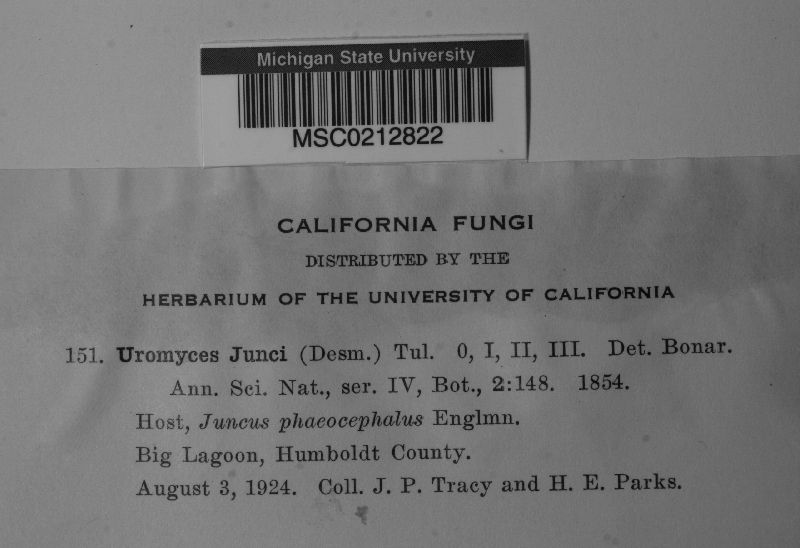 Michigan State University
MSC0212822
CALIFORNIA FUNGI
DISTRIBUTED BY THE
HERBARIUM OF THE UNIVERSITY OF CALIFORNIA
151. Uromyces Junci (Desm.) Tul. 0, I, II, III. Det. Bonar.
Ann. Sci. Nat., ser. IV, Bot., 2:148. 1854.
Host, Juncus phaeocephalus Englmn.
Big Lagoon, Humboldt County.
August 3, 1924. Coll. J. P. Tracy and H. E. Parks.